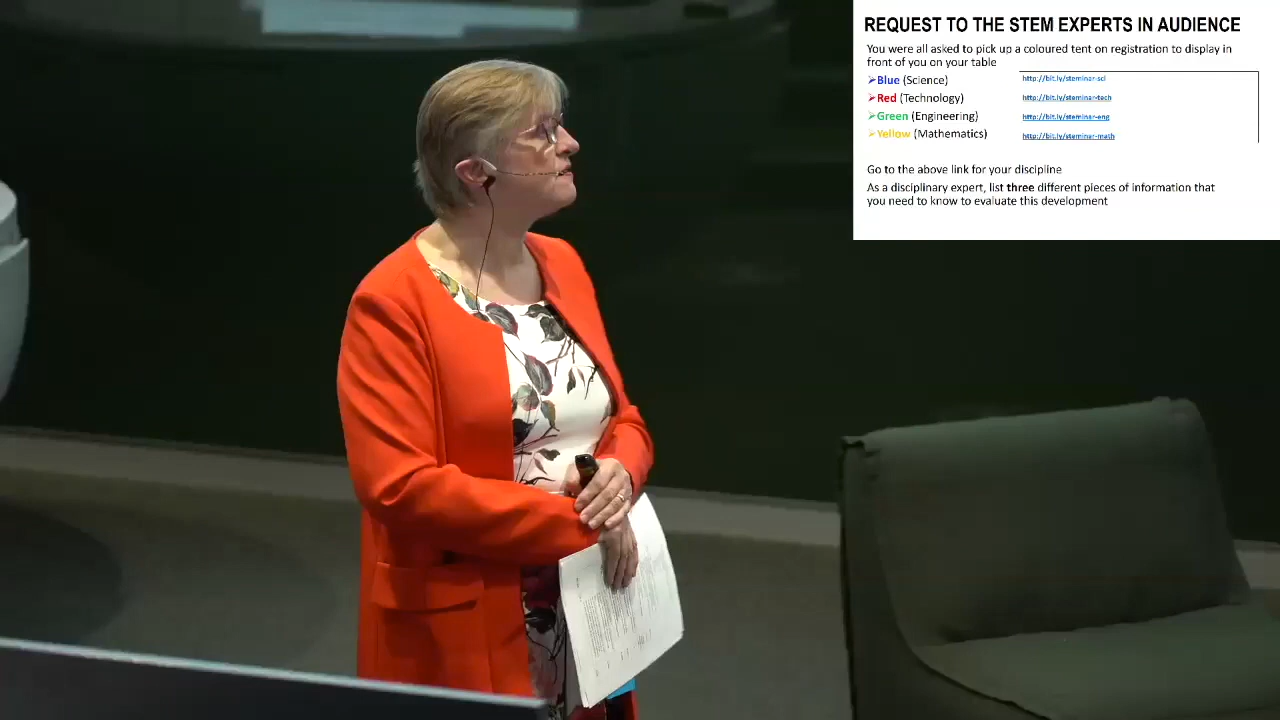 REQUEST TO THE STEM EXPERTS IN AUDIENCE
You were all asked to pick up a coloured tent on registration to display in
front of you on your table
➢Blue (Science)
http://bit.ly/steminar-sci
➢Red (Technology)
http://bit.ly/steminar-tech
➢Green (Engineering)
http://bit.ly/steminar-eng
➢Yellow (Mathematics)
http://bit.ly/steminar-math
Go to the above link for your discipline
As a disciplinary expert, list three different pieces of information that
you need to know to evaluate this development